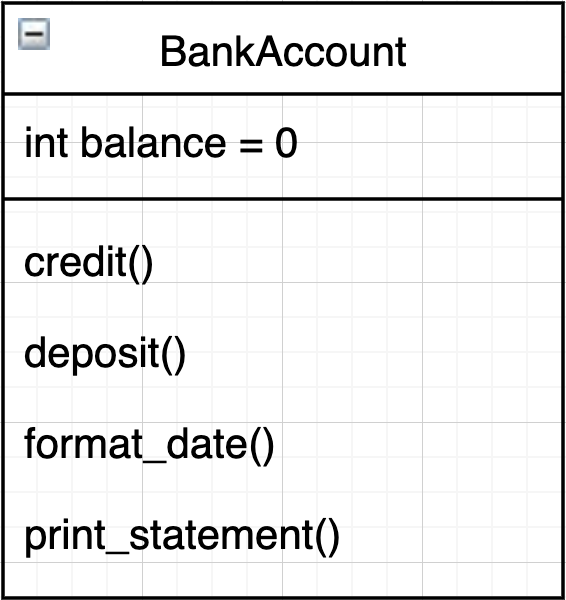 BankAccount
int balance = 0
credit()
deposit()
format_date()
print_statement()